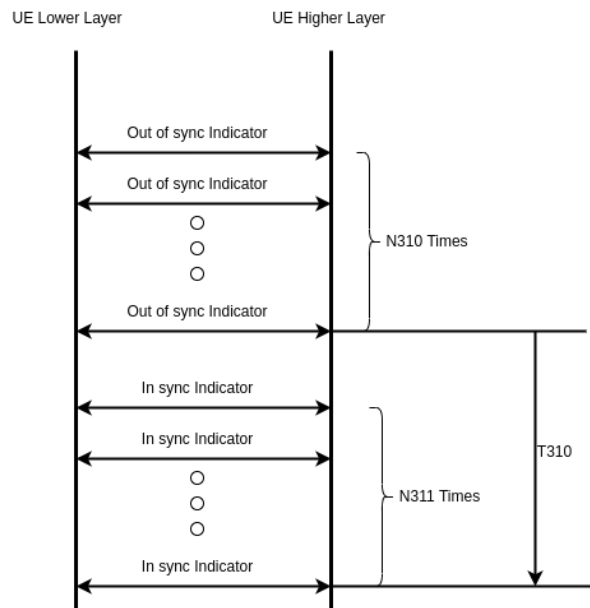 UE Lower Layer
UE Higher Layer
Out of sync Indicator
Out of sync Indicator
N310 Times
Out of sync Indicator
In sync Indicator
In sync Indicator
T310
N311 Times
In sync Indicator